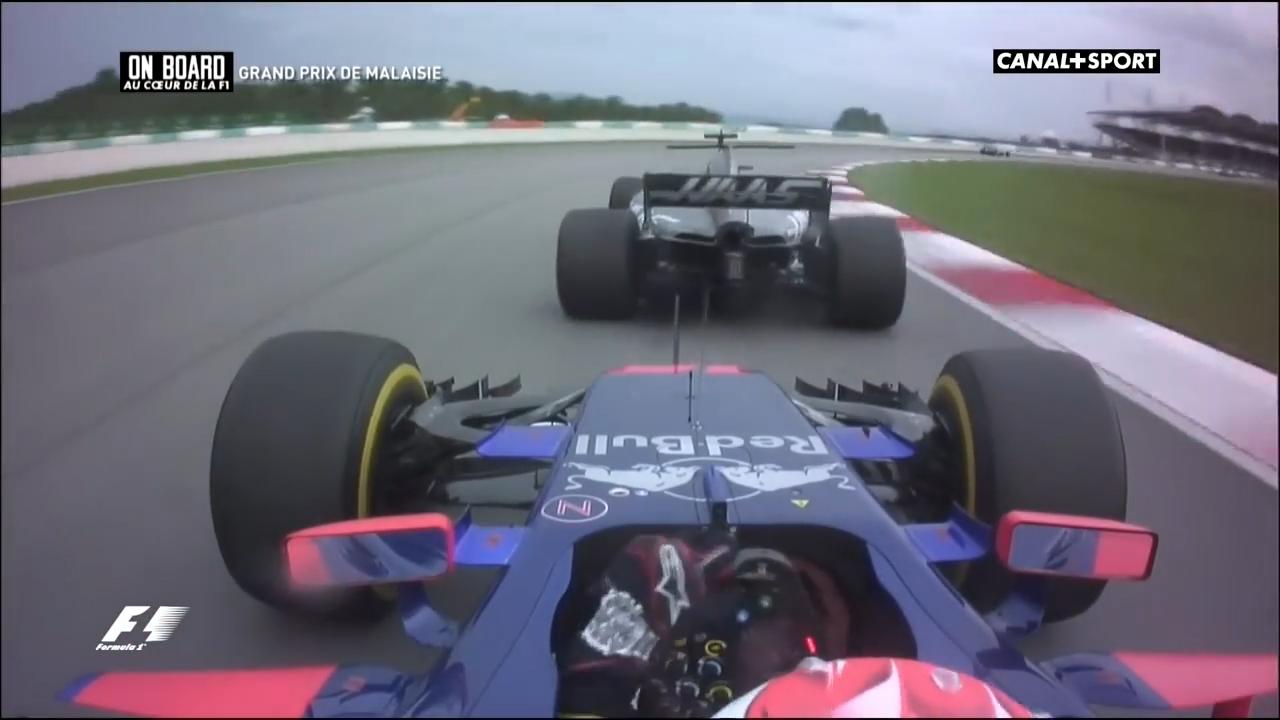 ON BOARD
AU CŒUR DE LA F1
GRAND PRIX DE MALAISIE
CANAL+SPORT
HAAS
Red Bull
F1
Formula 1